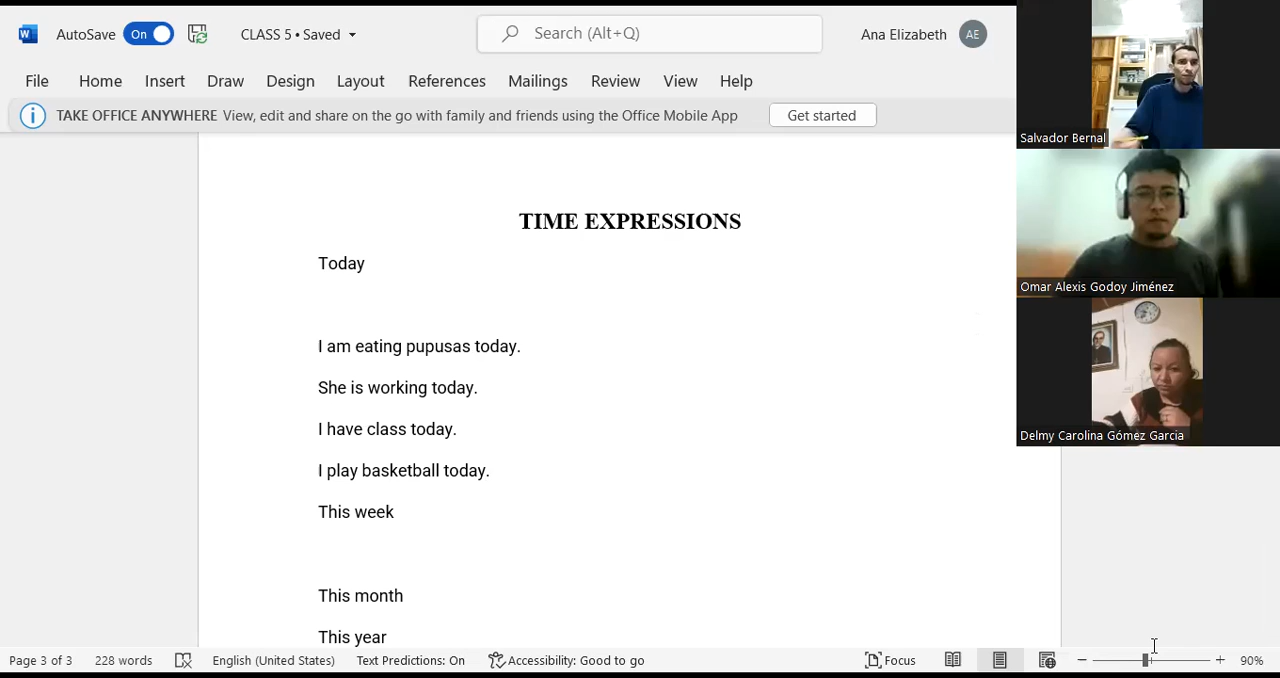 AutoSave On CLASS 5 • Saved Search (Alt+Q) Ana Elizabeth AE
File Home Insert Draw Design Layout References Mailings Review View Help
TAKE OFFICE ANYWHERE View, edit and share on the go with family and friends using the Office Mobile App Get started
TIME EXPRESSIONS
Today
I am eating pupusas today.
She is working today.
I have class today.
I play basketball today.
This week
This month
This year
Page 3 of 3 228 words English (United States) Text Predictions: On Accessibility: Good to go Focus 90%
Salvador Bernal
Omar Alexis Godoy Jiménez
Delmy Carolina Gómez Garcia